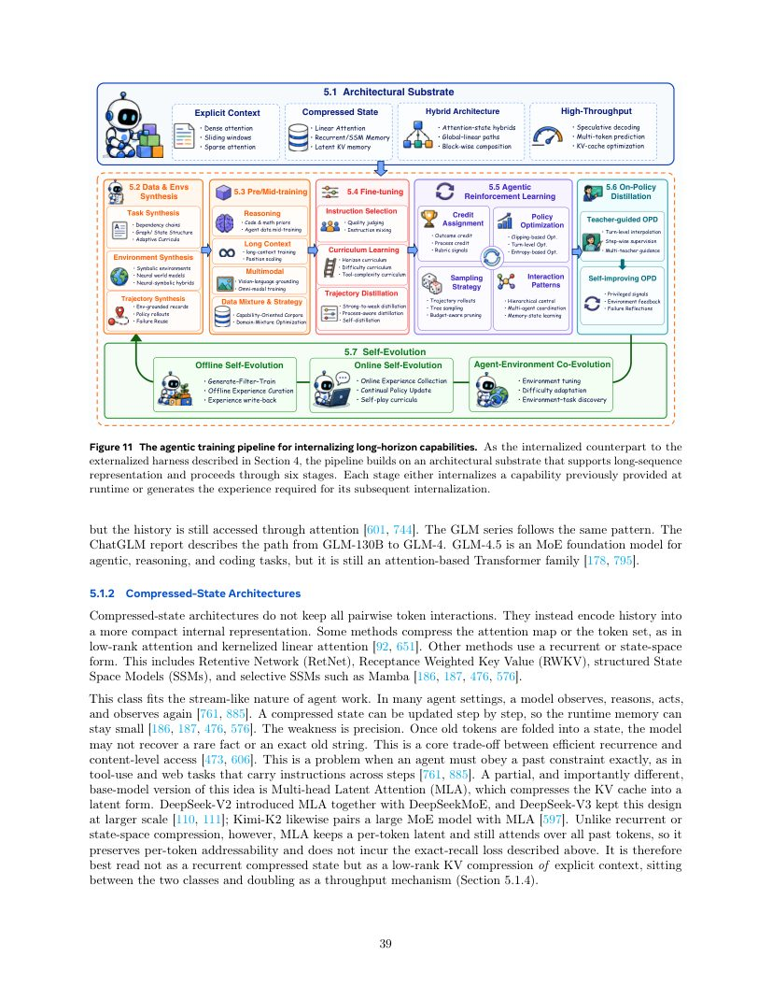 5.1 Architectural Substrate
Explicit Context
• Dense attention
• Sliding windows
• Sparse attention
Compressed State
• Linear Attention
• Recurrent/SSM Memory
• Latent KV memory
Hybrid Architecture
• Attention-state hybrids
• Global-linear paths
• Block-wise composition
High-Throughput
• Speculative decoding
• Multi-token prediction
• KV-cache optimization
5.2 Data & Envs
Synthesis
Task Synthesis
• Dependency chains
• Graph/ State Structure
• Adaptive Curricula
Environment Synthesis
• Symbolic environments
• Neural world models
• Neural-symbolic hybrids
Trajectory Synthesis
• Env-grounded records
• Policy rollouts
• Failure Reuse
5.3 Pre/Mid-training
Reasoning
• Code & math priors
• Agent data mid-training
Long Context
• long-context training
• Position scaling
Multimodal
• Vision-language grounding
• Omni-modal training
Data Mixture & Strategy
• Capability-Oriented Corpora
• Domain-Mixture Optimization
5.4 Fine-tuning
Instruction Selection
• Quality judging
• Instruction mixing
Curriculum Learning
• Horizon curriculum
• Difficulty curriculum
• Tool-complexity curriculum
Trajectory Distillation
• Strong-to-weak distillation
• Process-aware distillation
• Self-distillation
5.5 Agentic
Reinforcement Learning
Credit
Assignment
• Outcome credit
• Process credit
• Rubric signals
Policy
Optimization
• Clipping-based Opt.
• Turn-level Opt.
• Entropy-based Opt.
Sampling
Strategy
• Trajectory rollouts
• Tree sampling
• Budget-aware pruning
Interaction
Patterns
• Hierarchical control
• Multi-agent coordination
• Memory-state learning
5.6 On-Policy
Distillation
Teacher-guided OPD
• Turn-level interpolation
• Step-wise supervision
• Multi-teacher guidance
Self-improving OPD
• Privileged signals
• Environment feedback
• Failure Reflections
5.7 Self-Evolution
Offline Self-Evolution
• Generate-Filter-Train
• Offline Experience Curation
• Experience write-back
Online Self-Evolution
• Online Experience Collection
• Continual Policy Update
• Self-play curricula
Agent-Environment Co-Evolution
• Environment tuning
• Difficulty adaptation
• Environment-task discovery
Figure 11 The agentic training pipeline for internalizing long-horizon capabilities. As the internalized counterpart to the
externalized harness described in Section 4, the pipeline builds on an architectural substrate that supports long-sequence
representation and proceeds through six stages. Each stage either internalizes a capability previously provided at
runtime or generates the experience required for its subsequent internalization.
but the history is still accessed through attention [601, 744]. The GLM series follows the same pattern. The
ChatGLM report describes the path from GLM-130B to GLM-4. GLM-4.5 is an MoE foundation model for
agentic, reasoning, and coding tasks, but it is still an attention-based Transformer family [178, 795].
5.1.2 Compressed-State Architectures
Compressed-state architectures do not keep all pairwise token interactions. They instead encode history into
a more compact internal representation. Some methods compress the attention map or the token set, as in
low-rank attention and kernelized linear attention [92, 651]. Other methods use a recurrent or state-space
form. This includes Retentive Network (RetNet), Receptance Weighted Key Value (RWKV), structured State
Space Models (SSMs), and selective SSMs such as Mamba [186, 187, 476, 576].
This class fits the stream-like nature of agent work. In many agent settings, a model observes, reasons, acts,
and observes again [761, 885]. A compressed state can be updated step by step, so the runtime memory can
stay small [186, 187, 476, 576]. The weakness is precision. Once old tokens are folded into a state, the model
may not recover a rare fact or an exact old string. This is a core trade-off between efficient recurrence and
content-level access [473, 606]. This is a problem when an agent must obey a past constraint exactly, as in
tool-use and web tasks that carry instructions across steps [761, 885]. A partial, and importantly different,
base-model version of this idea is Multi-head Latent Attention (MLA), which compresses the KV cache into a
latent form. DeepSeek-V2 introduced MLA together with DeepSeekMoE, and DeepSeek-V3 kept this design
at larger scale [110, 111]; Kimi-K2 likewise pairs a large MoE model with MLA [597]. Unlike recurrent or
state-space compression, however, MLA keeps a per-token latent and still attends over all past tokens, so it
preserves per-token addressability and does not incur the exact-recall loss described above. It is therefore
best read not as a recurrent compressed state but as a low-rank KV compression of explicit context, sitting
between the two classes and doubling as a throughput mechanism (Section 5.1.4).
39